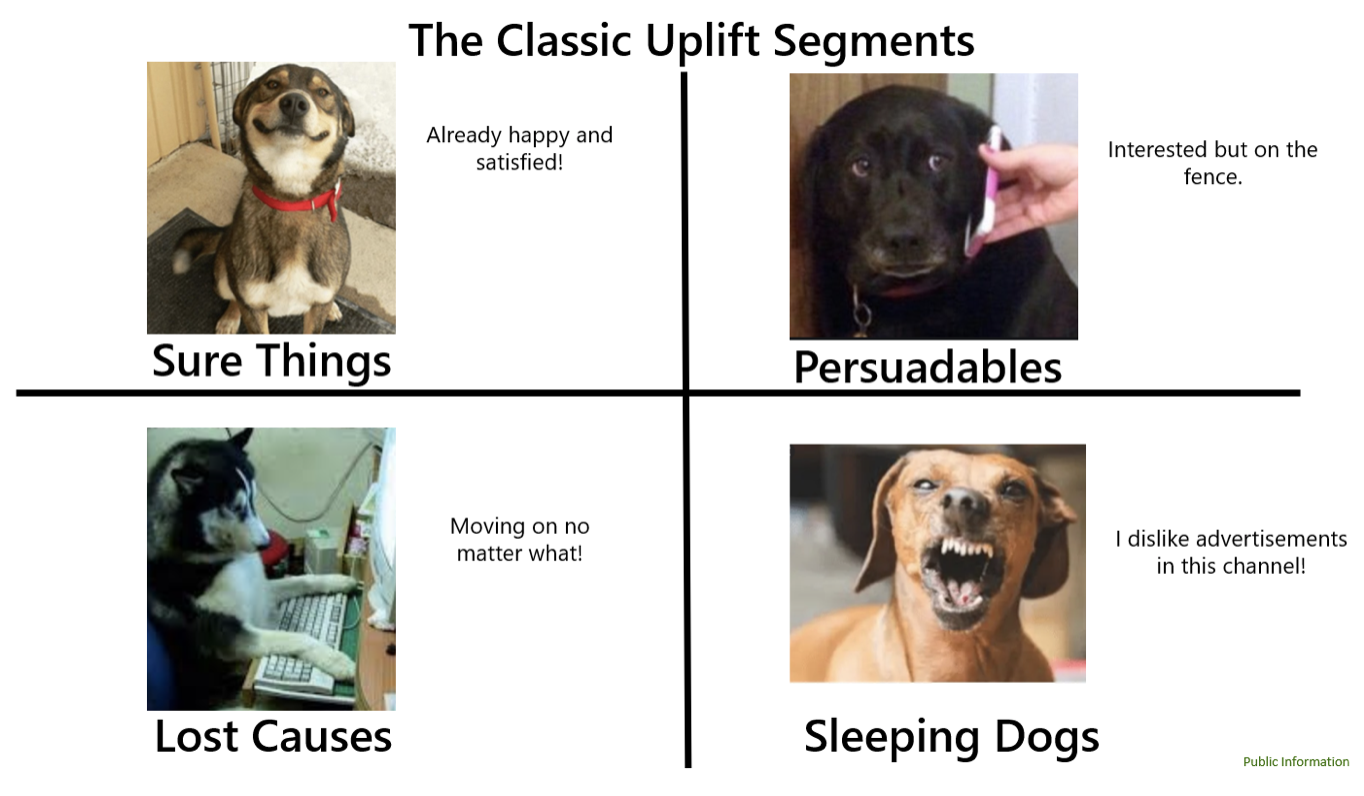 The Classic Uplift Segments
Already happy and
satisfied!
Sure Things
Interested but on the
fence.
Persuadables
Moving on no
matter what!
Lost Causes
I dislike advertisements
in this channel!
Sleeping Dogs
Public Information